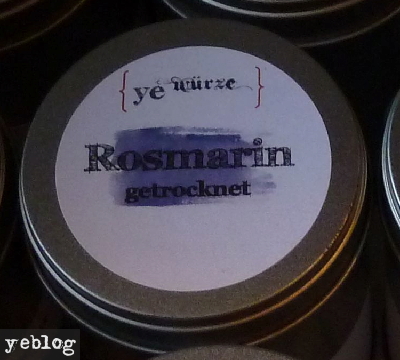 { ye würze }
Rosmarin
getrocknet
yeblog